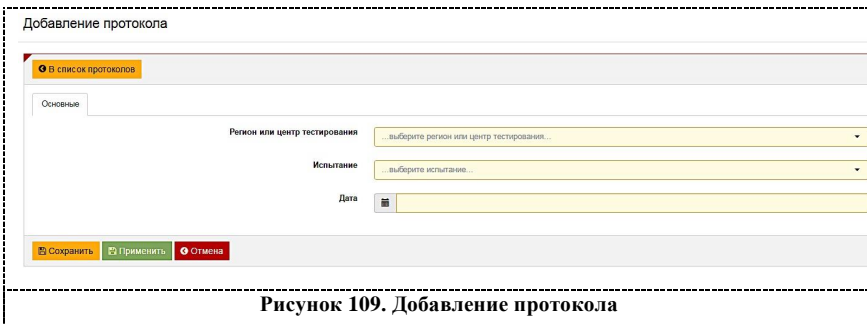 Добавление протокола
В список протоколов
Основные
Регион или центр тестирования
...выберите регион или центр тестирования...
Испытание
...выберите испытание...
Дата
Сохранить Применить Отмена
Рисунок 109. Добавление протокола